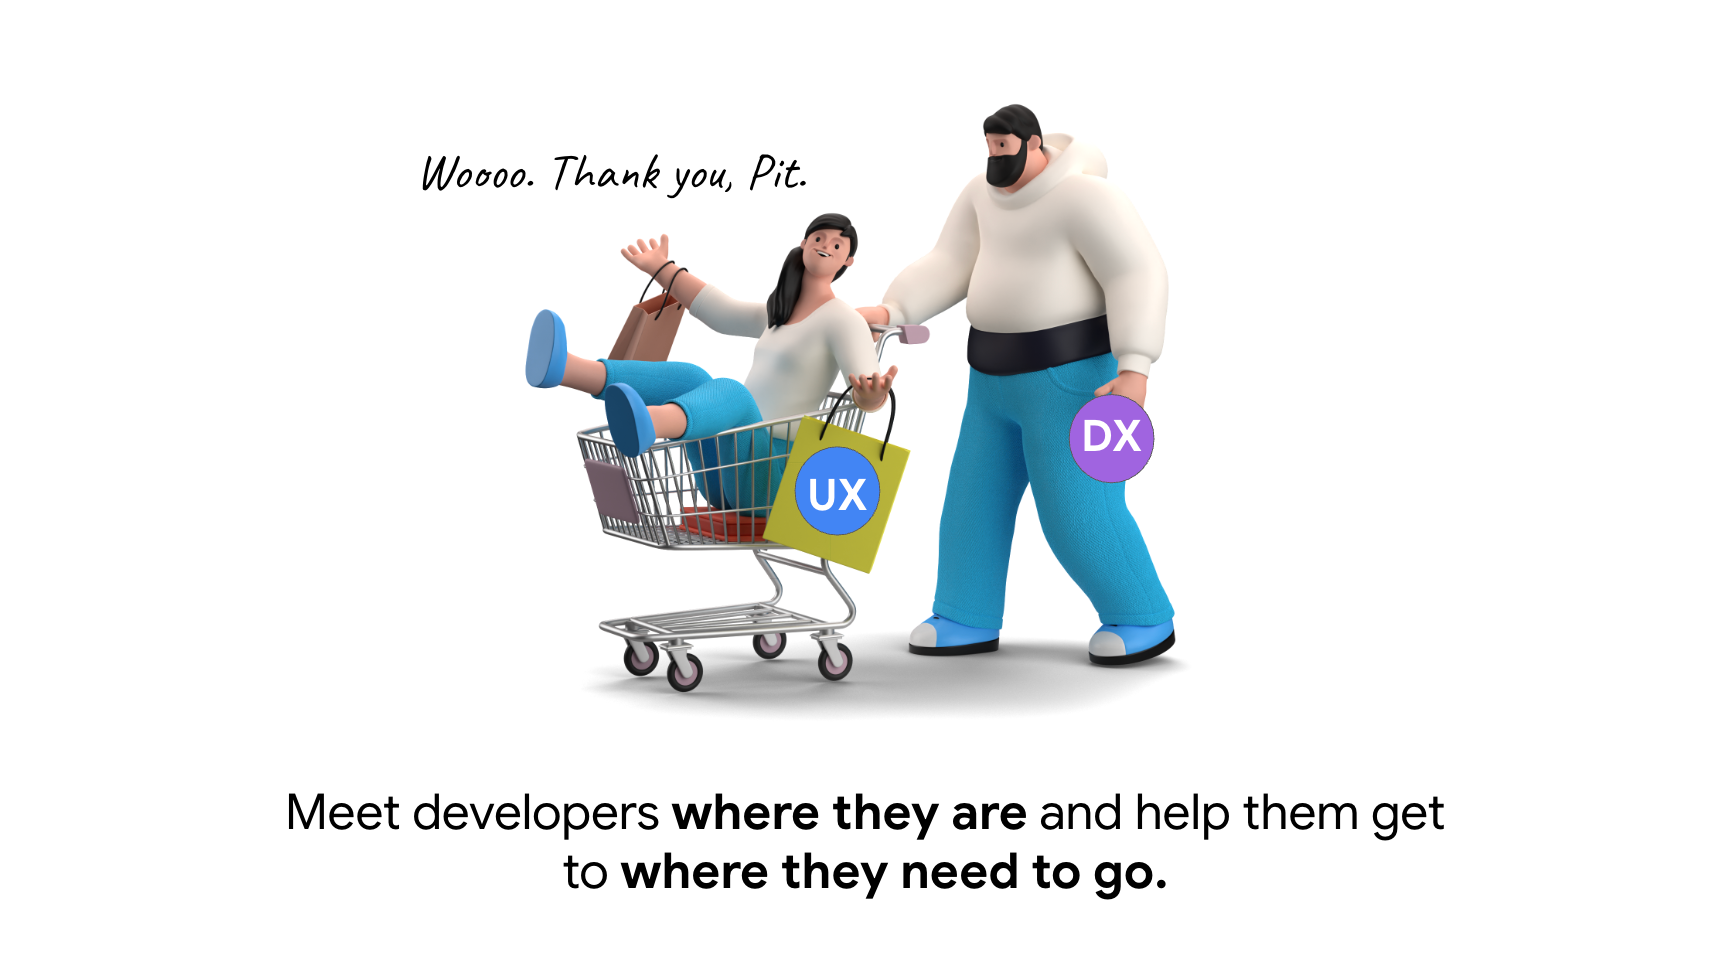 Woooo. Thank you, Pit.
DX
UX
Meet developers where they are and help them get
to where they need to go.